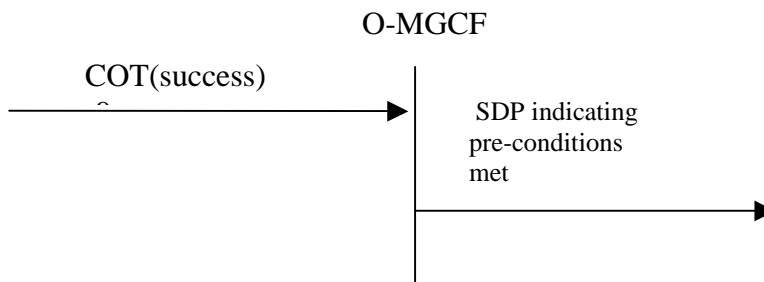 O-MGCF
COT(success)
SDP indicating
pre-conditions
met